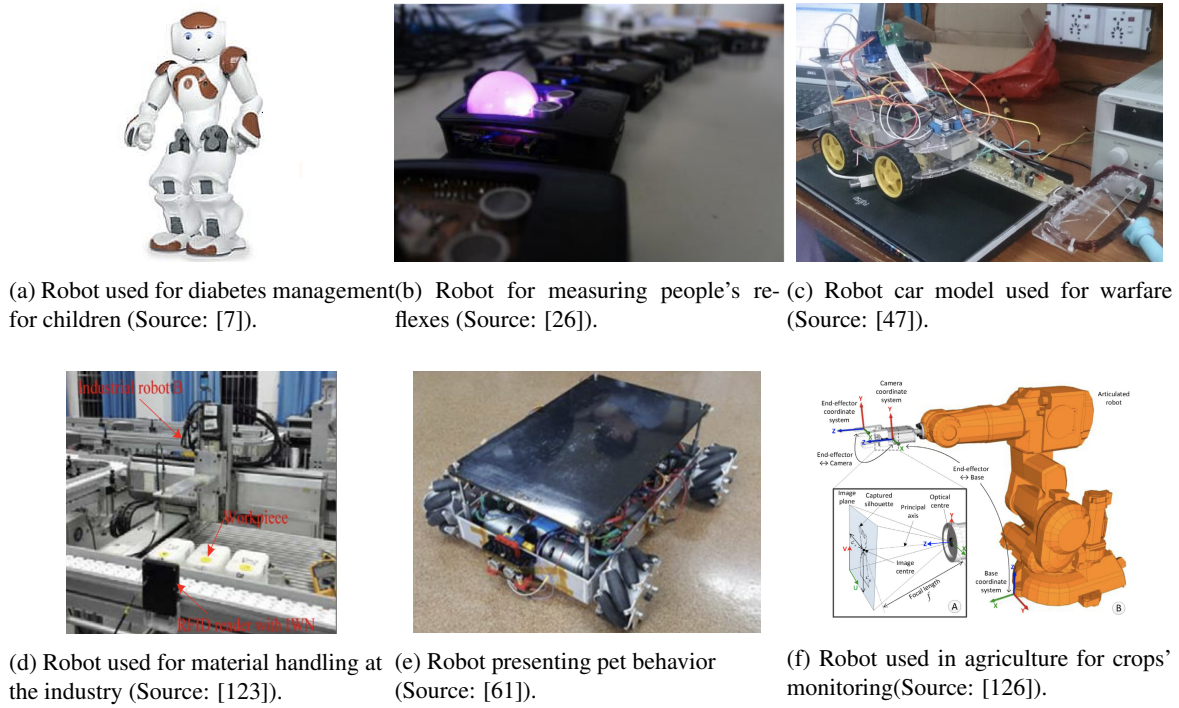 (a) Robot used for diabetes management
for children (Source: [7]).
(b) Robot for measuring people's re-
flexes (Source: [26]).
(c) Robot car model used for warfare
(Source: [47]).
Industrial robot
Workpiece
RFID reader with IWN
Camera
coordinate
system
End-effector
coordinate
system
Articulated
robot
Y
Y
Z
Z
X
X
End-effector
↔ Camera
End-effector
↔ Base
Image
plane
Captured
silhouette
Optical
centre
Principal
axis
Y
Z
V
U
Image
centre
Focal length
f
A
Base
coordinate
system
Z
X
Y
B
(d) Robot used for material handling at
the industry (Source: [123]).
(e) Robot presenting pet behavior
(Source: [61]).
(f) Robot used in agriculture for crops'
monitoring(Source: [126]).